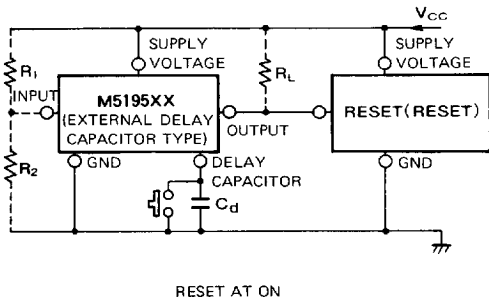 VCC
SUPPLY
VOLTAGE
SUPPLY
VOLTAGE
R1
RL
INPUT
M5195XX
(EXTERNAL DELAY
CAPACITOR TYPE)
OUTPUT
RESET(RESET)
R2
GND
DELAY
CAPACITOR
GND
Cd
RESET AT ON